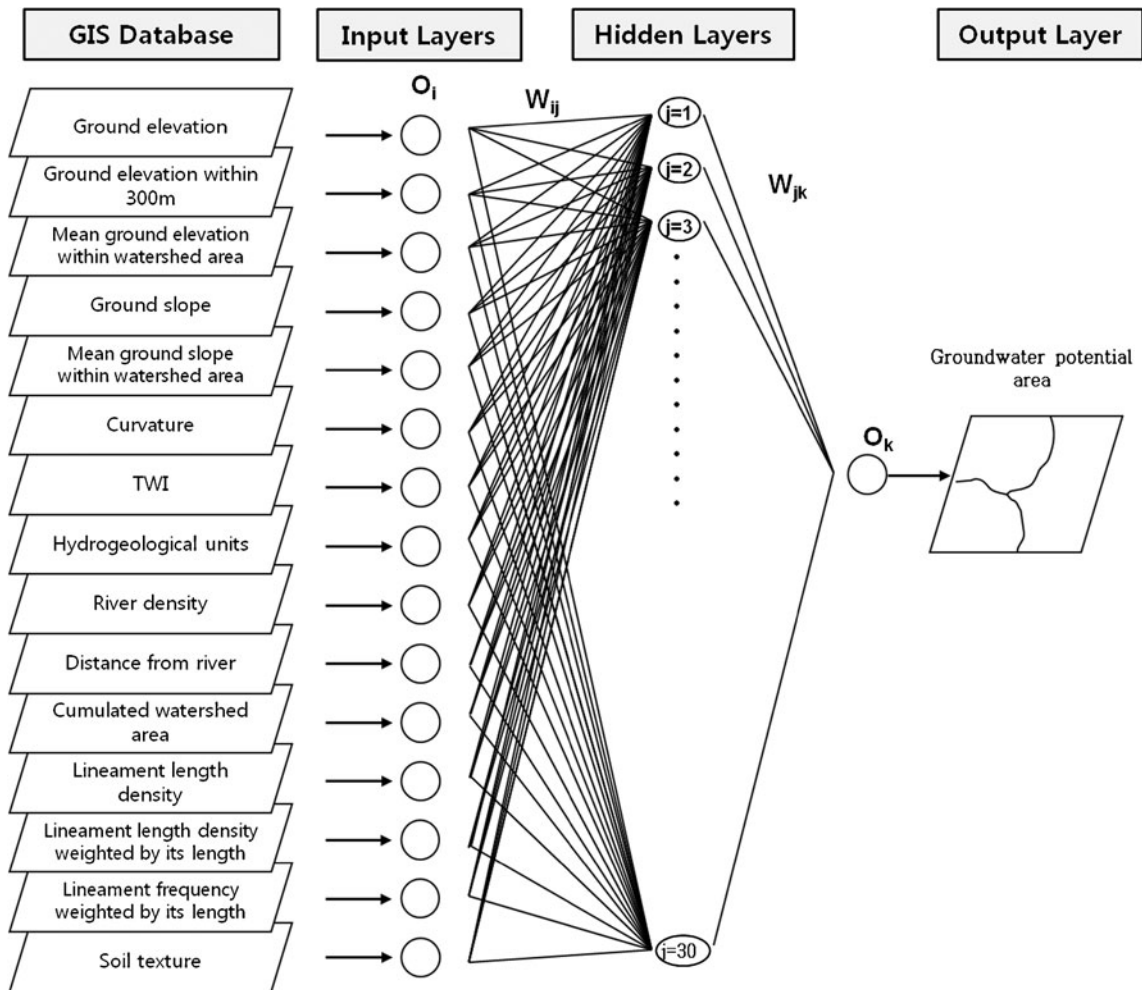 GIS Database
Input Layers
Hidden Layers
Output Layer
Oi
Wij
Wjk
Ground elevation
Ground elevation within
300m
Mean ground elevation
within watershed area
Ground slope
Mean ground slope
within watershed area
Curvature
TWI
Hydrogeological units
River density
Distance from river
Cumulated watershed
area
Lineament length
density
Lineament length density
weighted by its length
Lineament frequency
weighted by its length
Soil texture
j=1
j=2
j=3
j=30
Ok
Groundwater potential
area